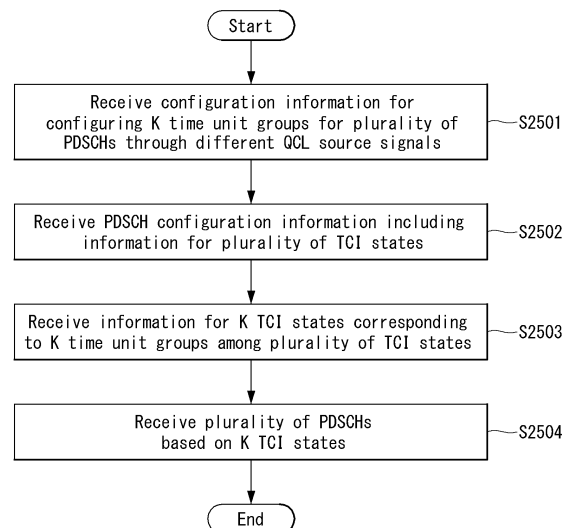 Start
Receive configuration information for
configuring K time unit groups for plurality of
PDSCHs through different QCL source signals
S2501
Receive PDSCH configuration information including
information for plurality of TCI states
S2502
Receive information for K TCI states corresponding
to K time unit groups among plurality of TCI states
S2503
Receive plurality of PDSCHs
based on K TCI states
S2504
End